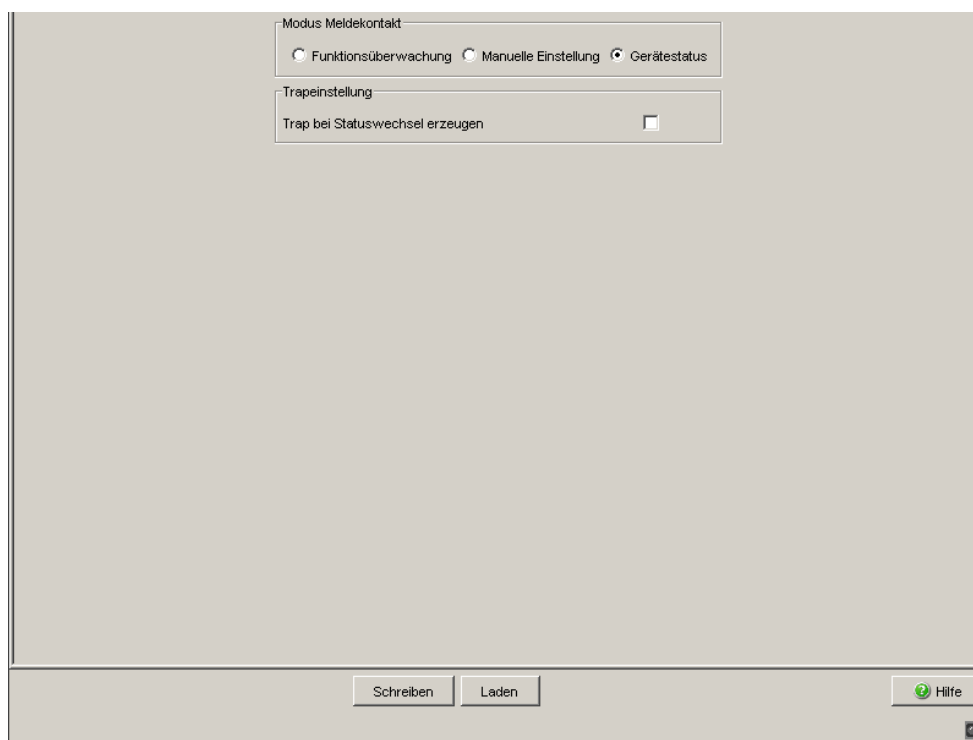 Modus Meldekontakt
Funktionsüberwachung Manuelle Einstellung Gerätestatus
Trapeinstellung
Trap bei Statuswechsel erzeugen
Schreiben Laden Hilfe